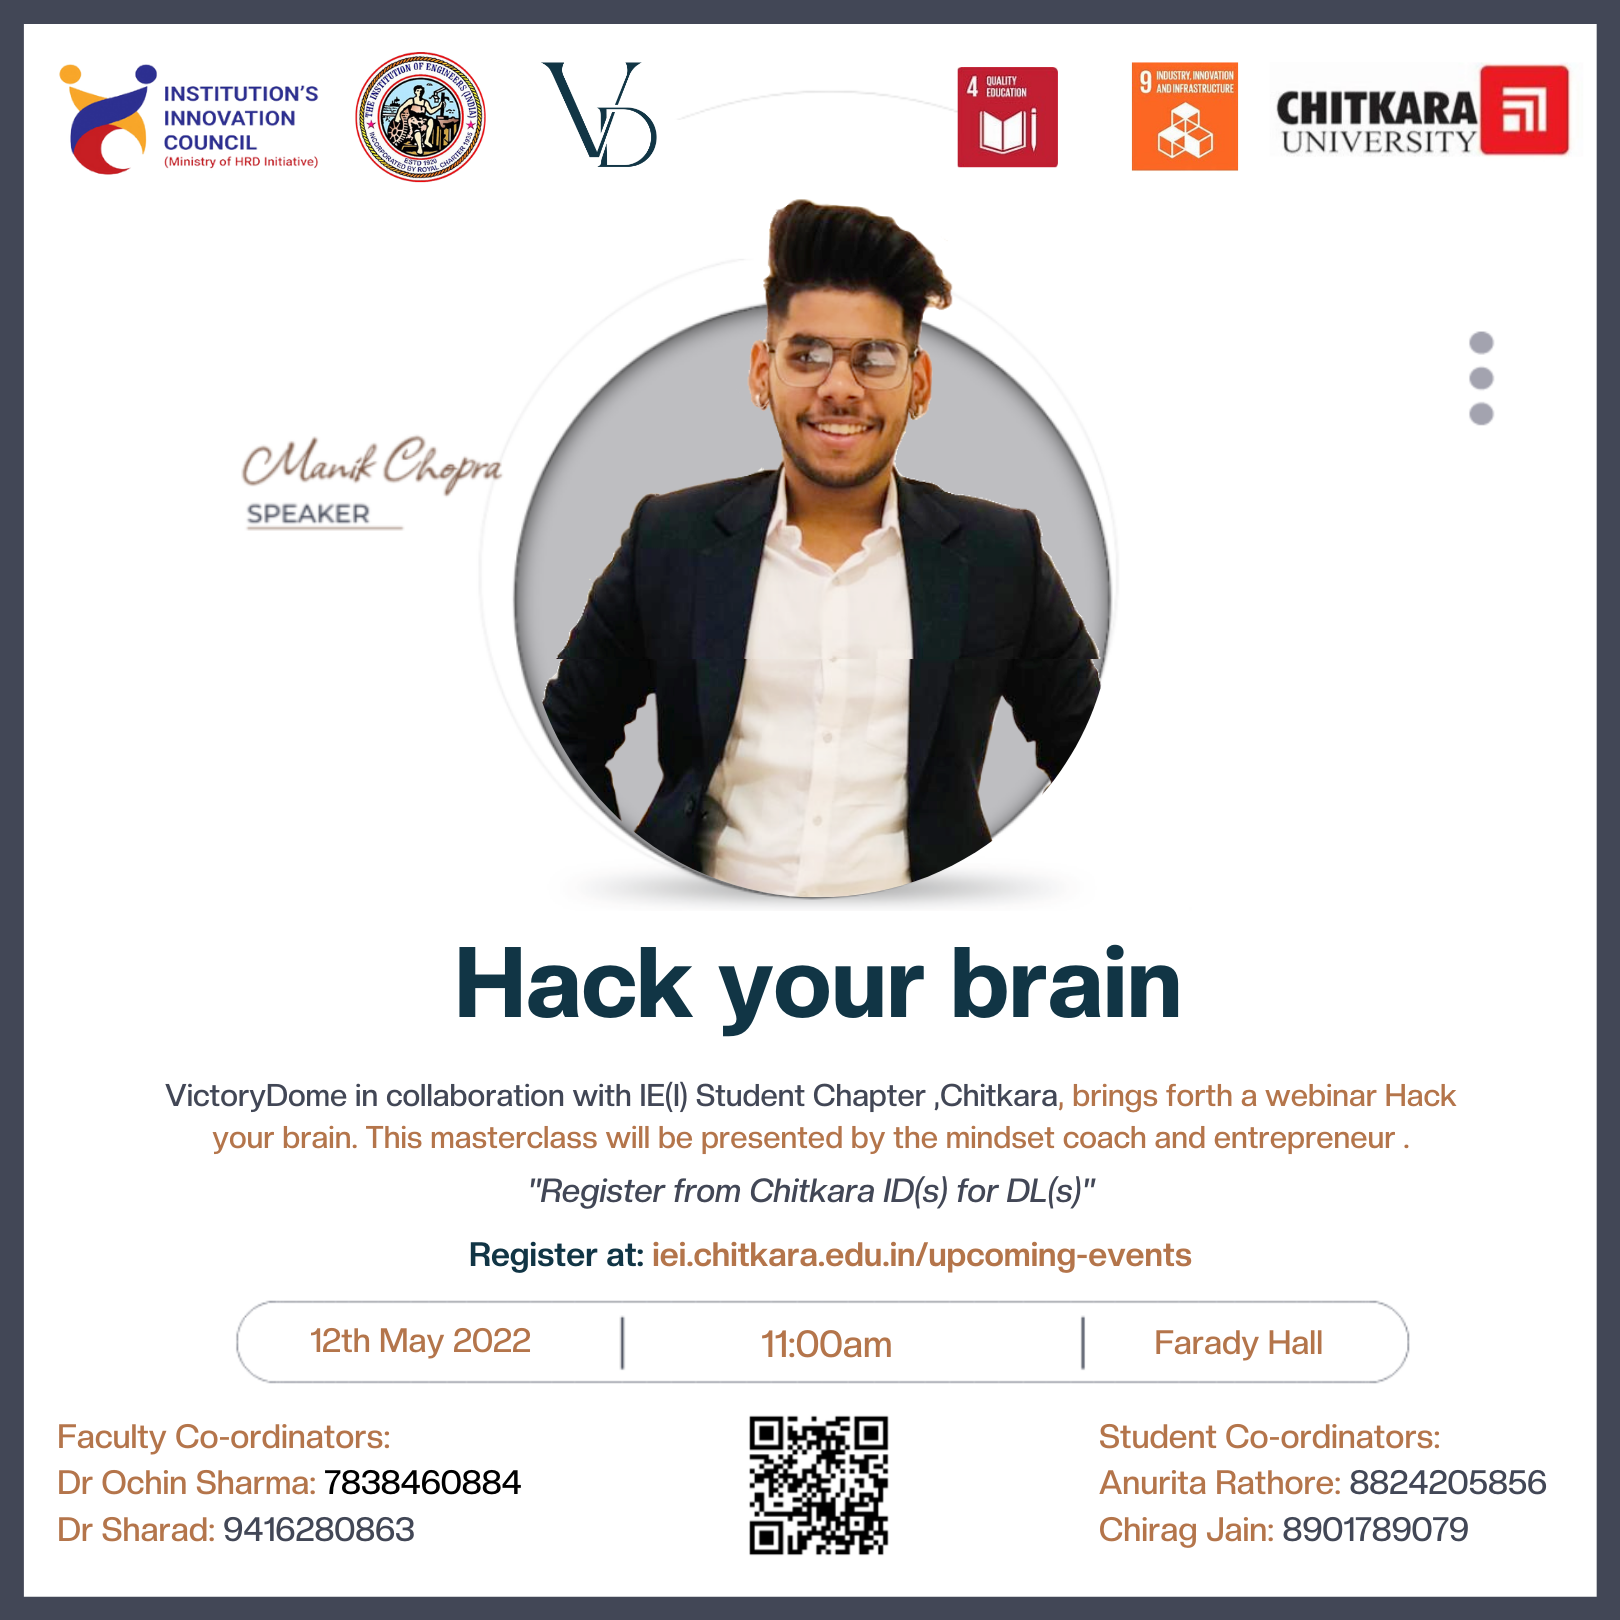 INSTITUTION'S
INNOVATION
COUNCIL
(Ministry of HRD Initiative)
THE INSTITUTION OF ENGINEERS (INDIA)
ESTD 1920
INCORPORATED BY ROYAL CHARTER 1935
VD
4 QUALITY
EDUCATION
9 INDUSTRY, INNOVATION
AND INFRASTRUCTURE
CHITKARA
UNIVERSITY
Manik Chopra
SPEAKER
Hack your brain
VictoryDome in collaboration with IE(I) Student Chapter ,Chitkara, brings forth a webinar Hack
your brain. This masterclass will be presented by the mindset coach and entrepreneur .
"Register from Chitkara ID(s) for DL(s)"
Register at: iei.chitkara.edu.in/upcoming-events
12th May 2022
11:00am
Farady Hall
Faculty Co-ordinators:
Dr Ochin Sharma: 7838460884
Dr Sharad: 9416280863
Student Co-ordinators:
Anurita Rathore: 8824205856
Chirag Jain: 8901789079